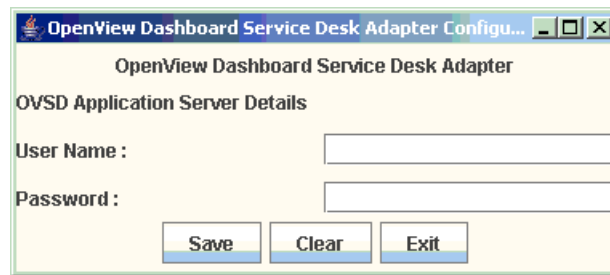 OpenView Dashboard Service Desk Adapter Configu...
OpenView Dashboard Service Desk Adapter
OVSD Application Server Details
User Name :
Password :
Save Clear Exit